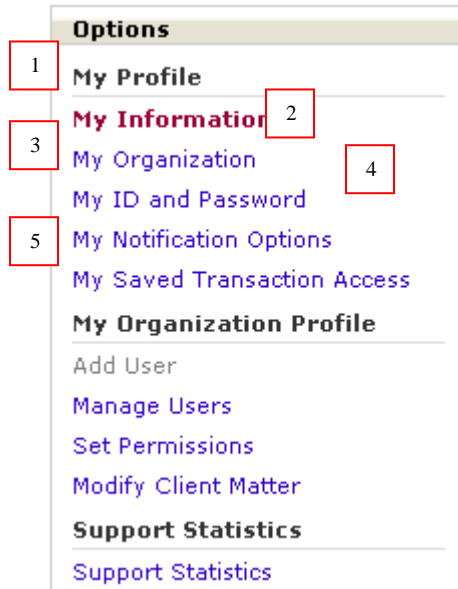 Options
1
My Profile
My Information
2
3
My Organization
4
My ID and Password
5
My Notification Options
My Saved Transaction Access
My Organization Profile
Add User
Manage Users
Set Permissions
Modify Client Matter
Support Statistics
Support Statistics